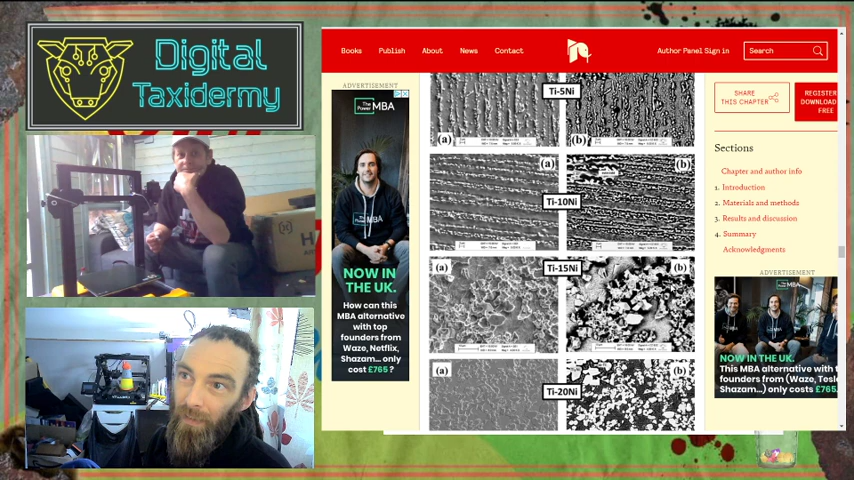 Digital
Taxidermy
ADVERTISEMENT
The Power MBA
NOW IN
THE UK.
How can this
MBA alternative
with top
founders from
Waze, Netflix,
Shazam... only
cost £765?
Books
Publish
About
News
Contact
Author Panel Sign in
Search
Ti-5Ni
(a)
(b)
(a)
(b)
Ti-10Ni
(a)
(b)
Ti-15Ni
(a)
(b)
Ti-20Ni
SHARE
THIS CHAPTER
REGISTER
DOWNLOAD
FREE
Sections
Chapter and author info
1. Introduction
2. Materials and methods
3. Results and discussion
4. Summary
Acknowledgments
ADVERTISEMENT
MBA
NOW IN THE UK.
This MBA alternative with t
founders from (Waze, Tesl
Shazam...) only costs £765